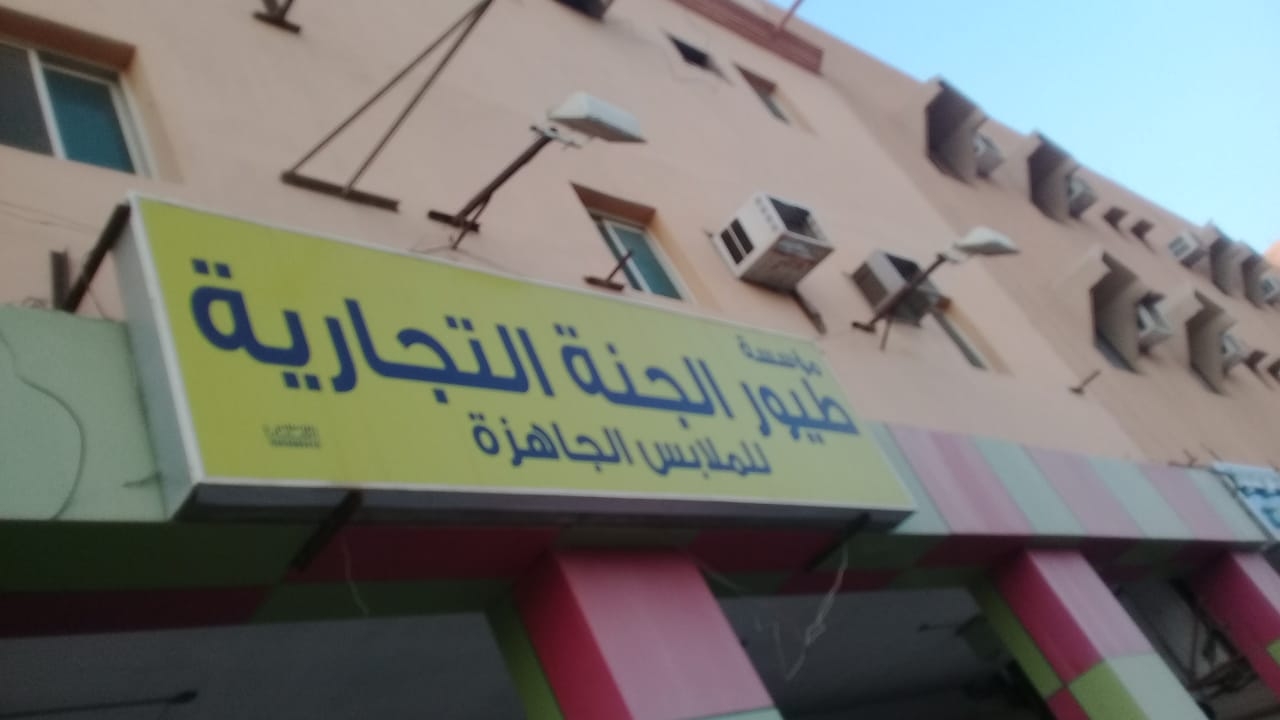 مؤسسة
طيور الجنة التجارية
للملابس الجاهزة